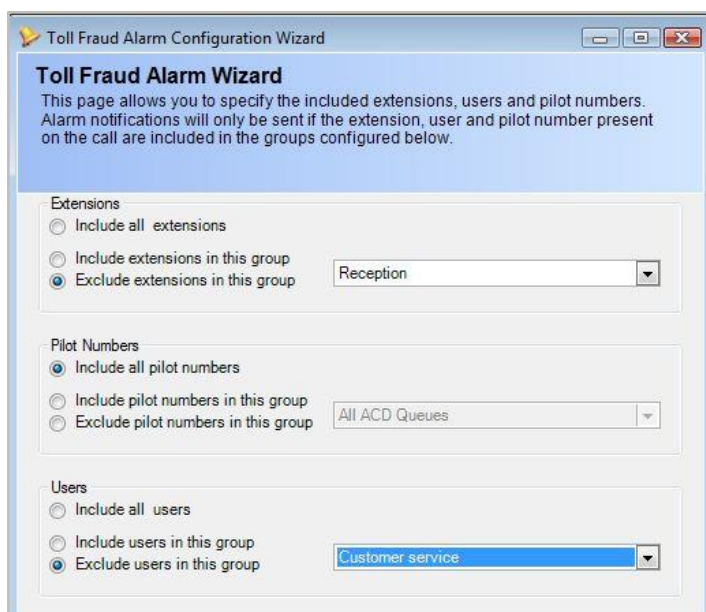 Toll Fraud Alarm Configuration Wizard
Toll Fraud Alarm Wizard
This page allows you to specify the included extensions, users and pilot numbers.
Alarm notifications will only be sent if the extension, user and pilot number present
on the call are included in the groups configured below.
Extensions
Include all extensions
Include extensions in this group
Exclude extensions in this group
Reception
Pilot Numbers
Include all pilot numbers
Include pilot numbers in this group
Exclude pilot numbers in this group
All ACD Queues
Users
Include all users
Include users in this group
Exclude users in this group
Customer service